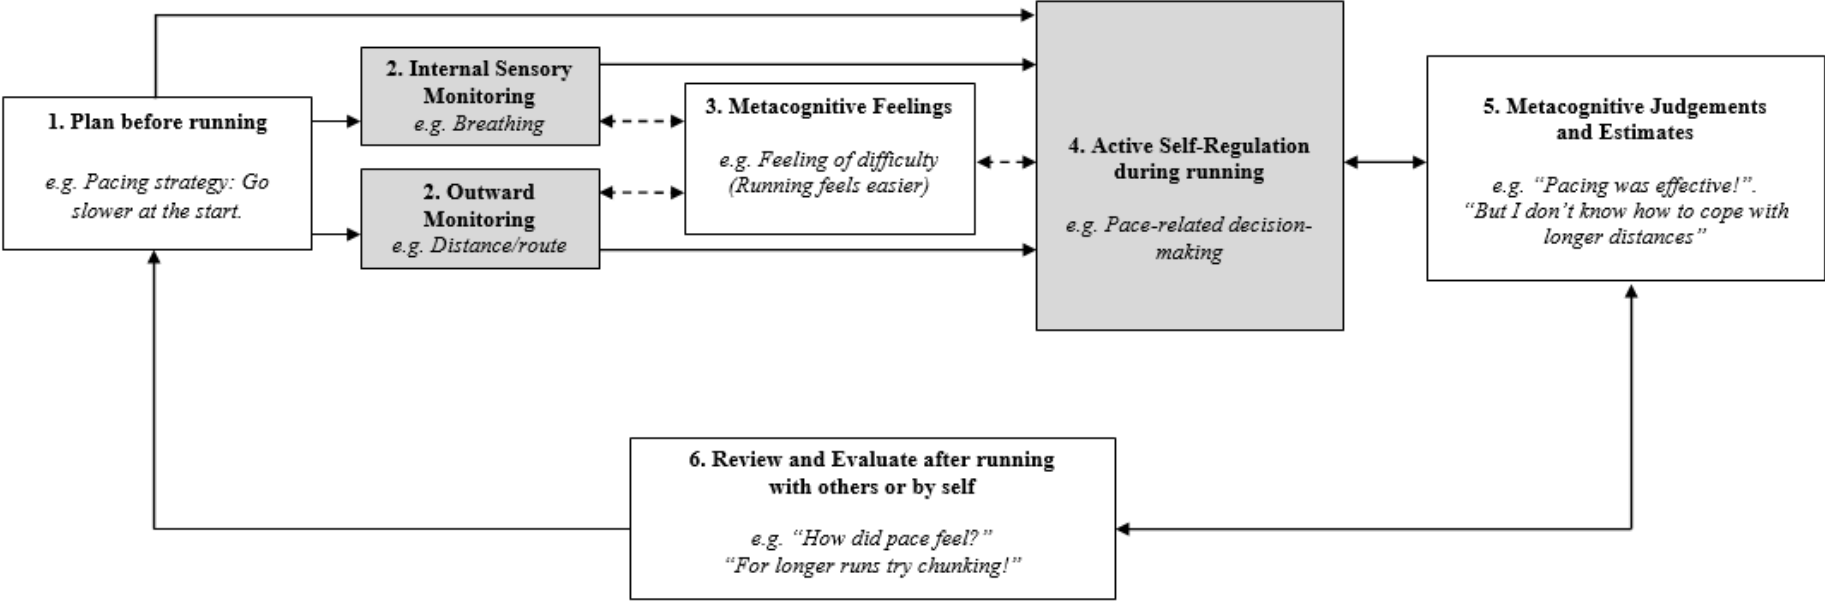 1. Plan before running
e.g. Pacing strategy: Go
slower at the start.
2. Internal Sensory
Monitoring
e.g. Breathing
2. Outward
Monitoring
e.g. Distance/route
3. Metacognitive Feelings
e.g. Feeling of difficulty
(Running feels easier)
4. Active Self-Regulation
during running
e.g. Pace-related decision-
making
5. Metacognitive Judgements
and Estimates
e.g. “Pacing was effective!”.
“But I don’t know how to cope with
longer distances”
6. Review and Evaluate after running
with others or by self
e.g. “How did pace feel?”
“For longer runs try chunking!”